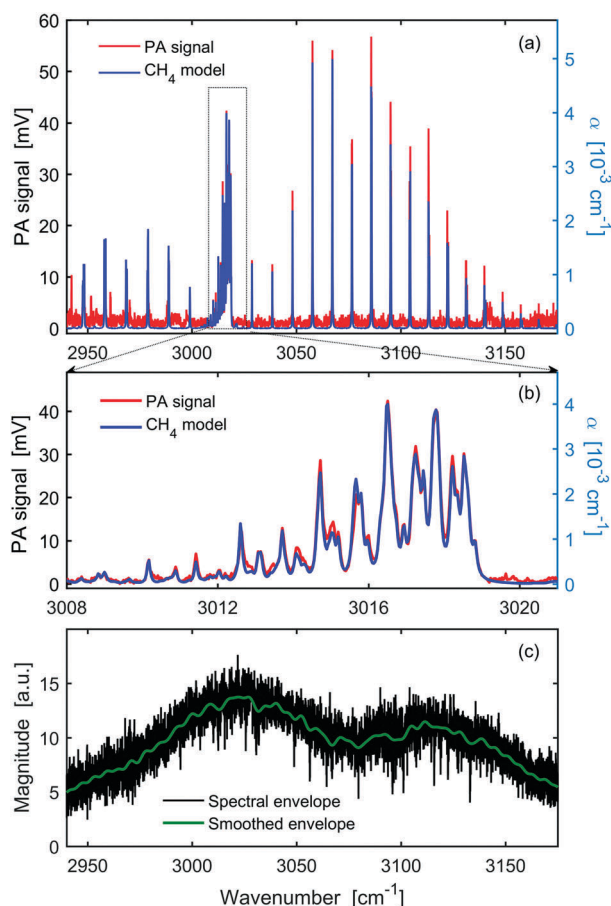 60
50
40
30
20
10
0
PA signal [mV]
PA signal
CH4 model
(a)
5
4
3
2
1
0
α [10-3 cm-1]
2950 3000 3050 3100 3150
40
30
20
10
0
PA signal [mV]
PA signal
CH4 model
(b)
4
3
2
1
0
α [10-3 cm-1]
3008 3012 3016 3020
15
10
5
0
Magnitude [a.u.]
(c)
Spectral envelope
Smoothed envelope
2950 3000 3050 3100 3150
Wavenumber [cm-1]